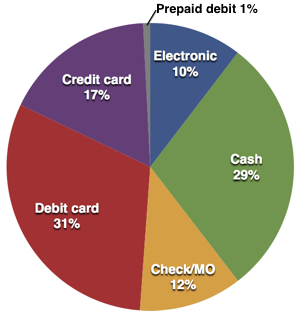 Prepaid debit 1%
Electronic
10%
Credit card
17%
Cash
29%
Debit card
31%
Check/MO
12%